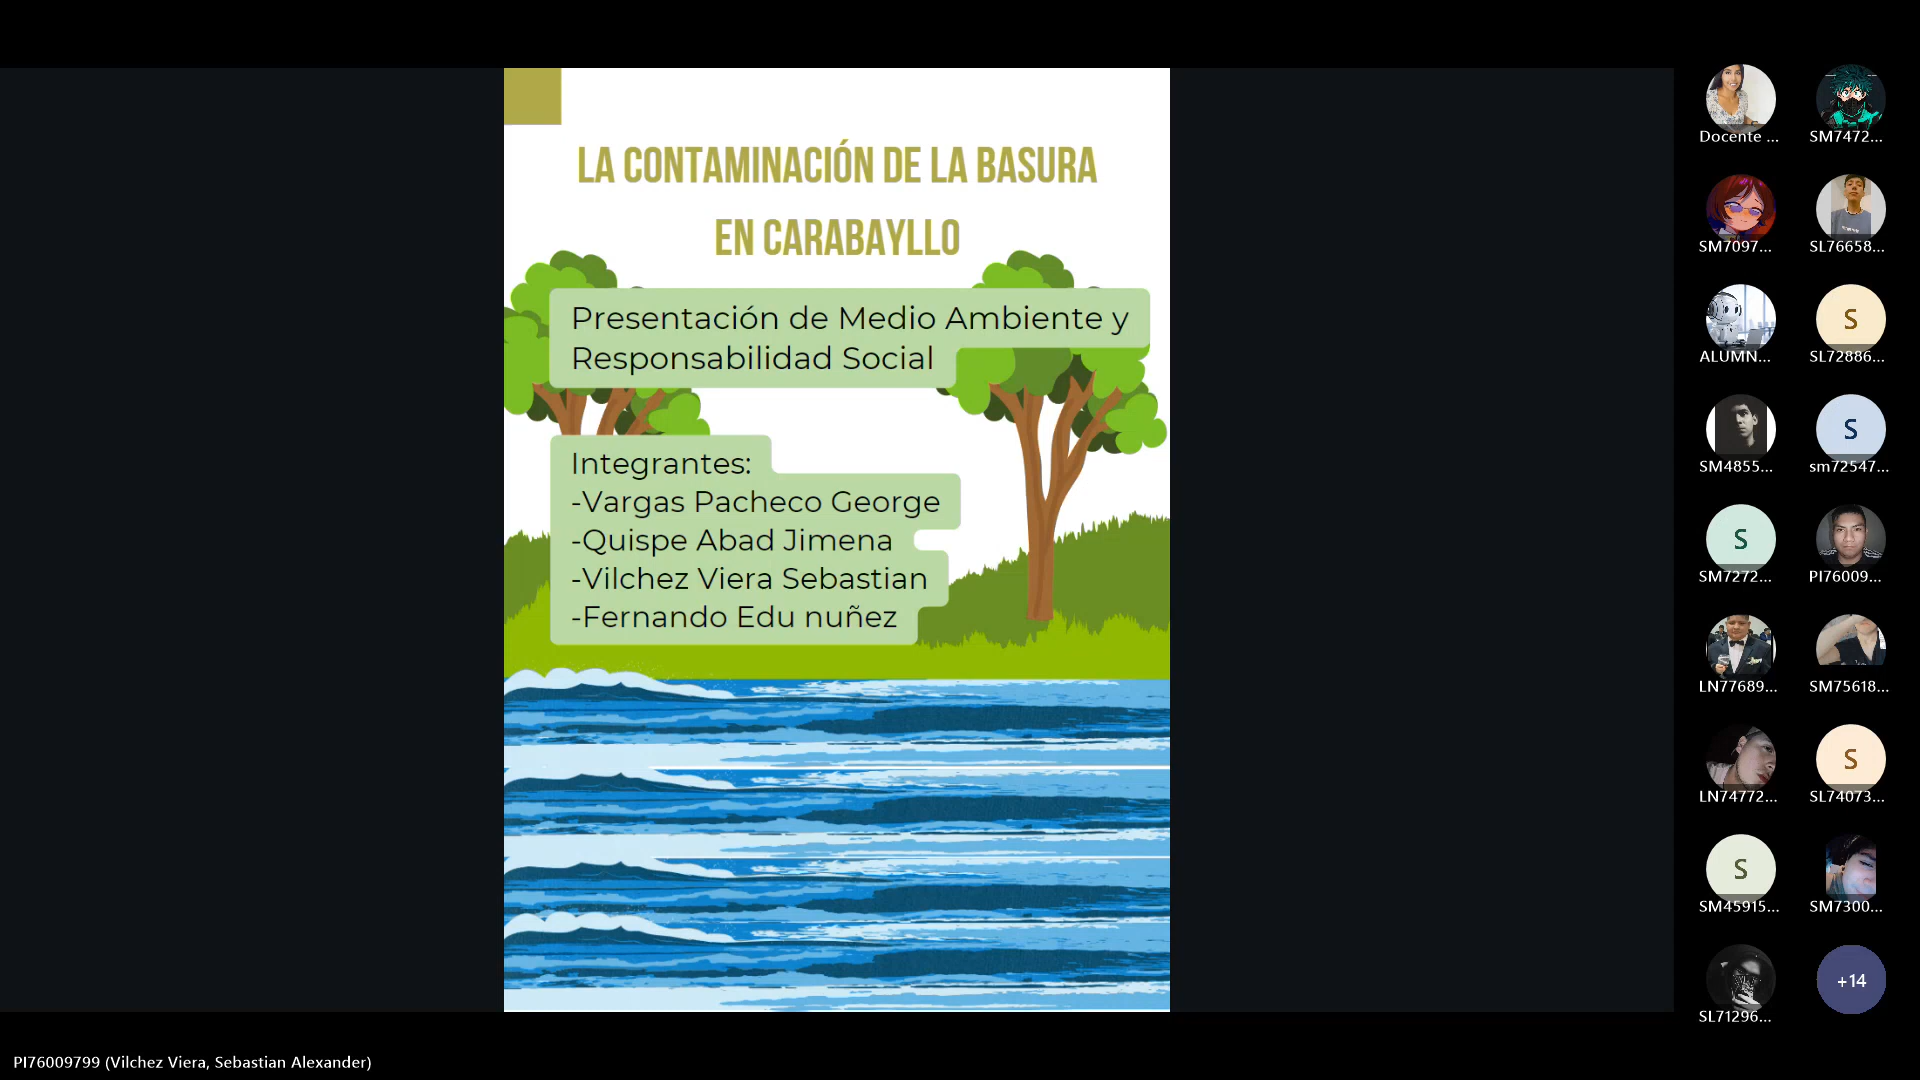 LA CONTAMINACIÓN DE LA BASURA
EN CARABAYLLO
Presentación de Medio Ambiente y
Responsabilidad Social
Integrantes:
-Vargas Pacheco George
-Quispe Abad Jimena
-Vilchez Viera Sebastian
-Fernando Edu nuñez
Docente ...
SM7472...
SM7097...
SL76658...
ALUMN...
S
SL72886...
SM4855...
S
sm72547...
S
SM7272...
PI76009...
LN77689...
SM75618...
LN74772...
S
SL74073...
S
SM45915...
SM7300...
SL71296...
+14
PI76009799 (Vilchez Viera, Sebastian Alexander)